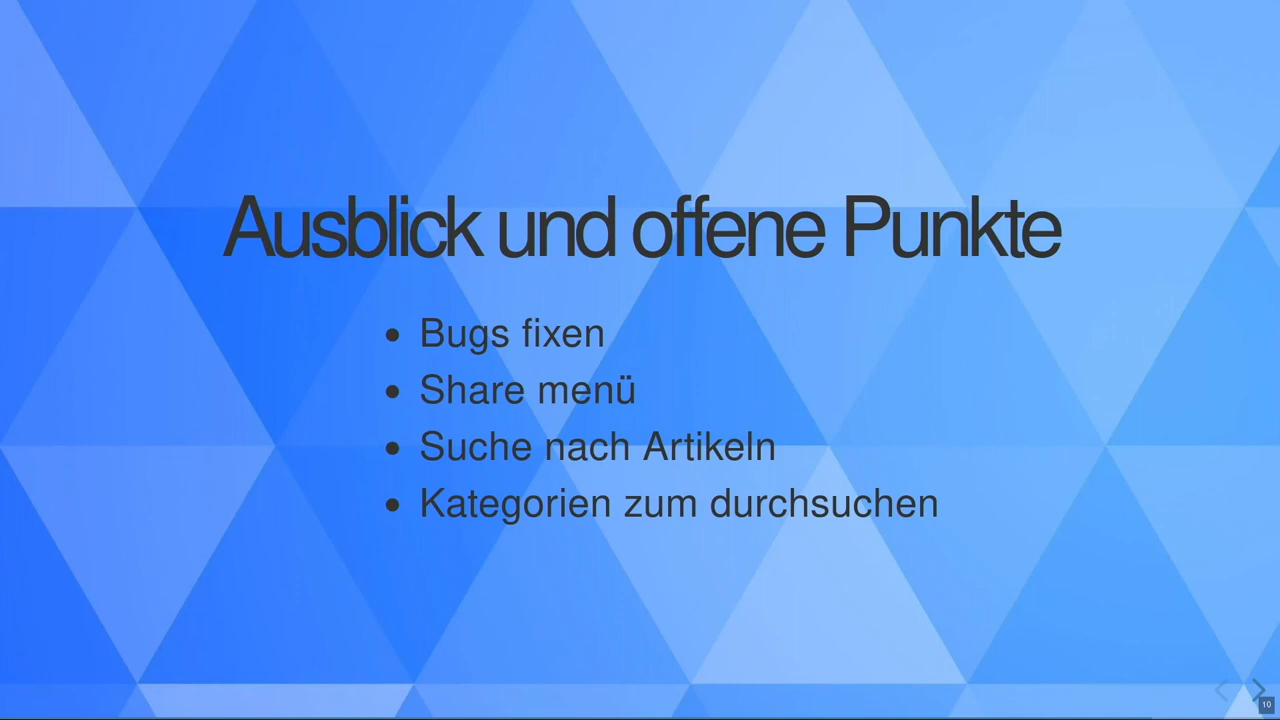 Ausblick und offene Punkte
Bugs fixen
Share menü
Suche nach Artikeln
Kategorien zum durchsuchen
10